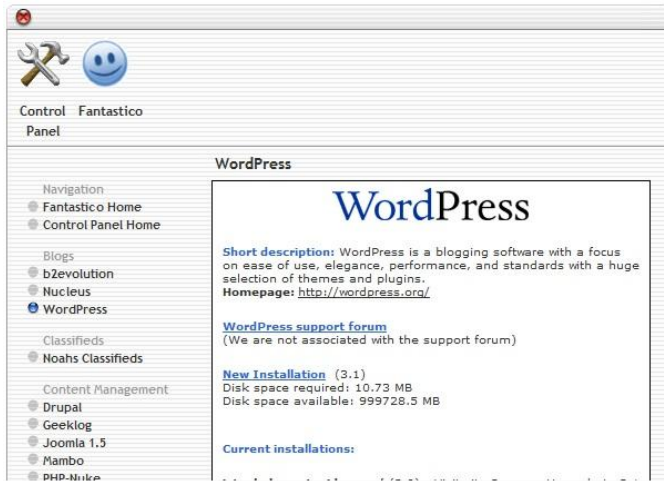 Control Fantastico
Panel
WordPress
Navigation
Fantastico Home
Control Panel Home
Blogs
b2evolution
Nucleus
WordPress
Classifieds
Noahs Classifieds
Content Management
Drupal
Geeklog
Joomla 1.5
Mambo
PHP-Nuke
WordPress
Short description: WordPress is a blogging software with a focus
on ease of use, elegance, performance, and standards with a huge
selection of themes and plugins.
Homepage: http://wordpress.org/
WordPress support forum
(We are not associated with the support forum)
New Installation (3.1)
Disk space required: 10.73 MB
Disk space available: 999728.5 MB
Current installations: